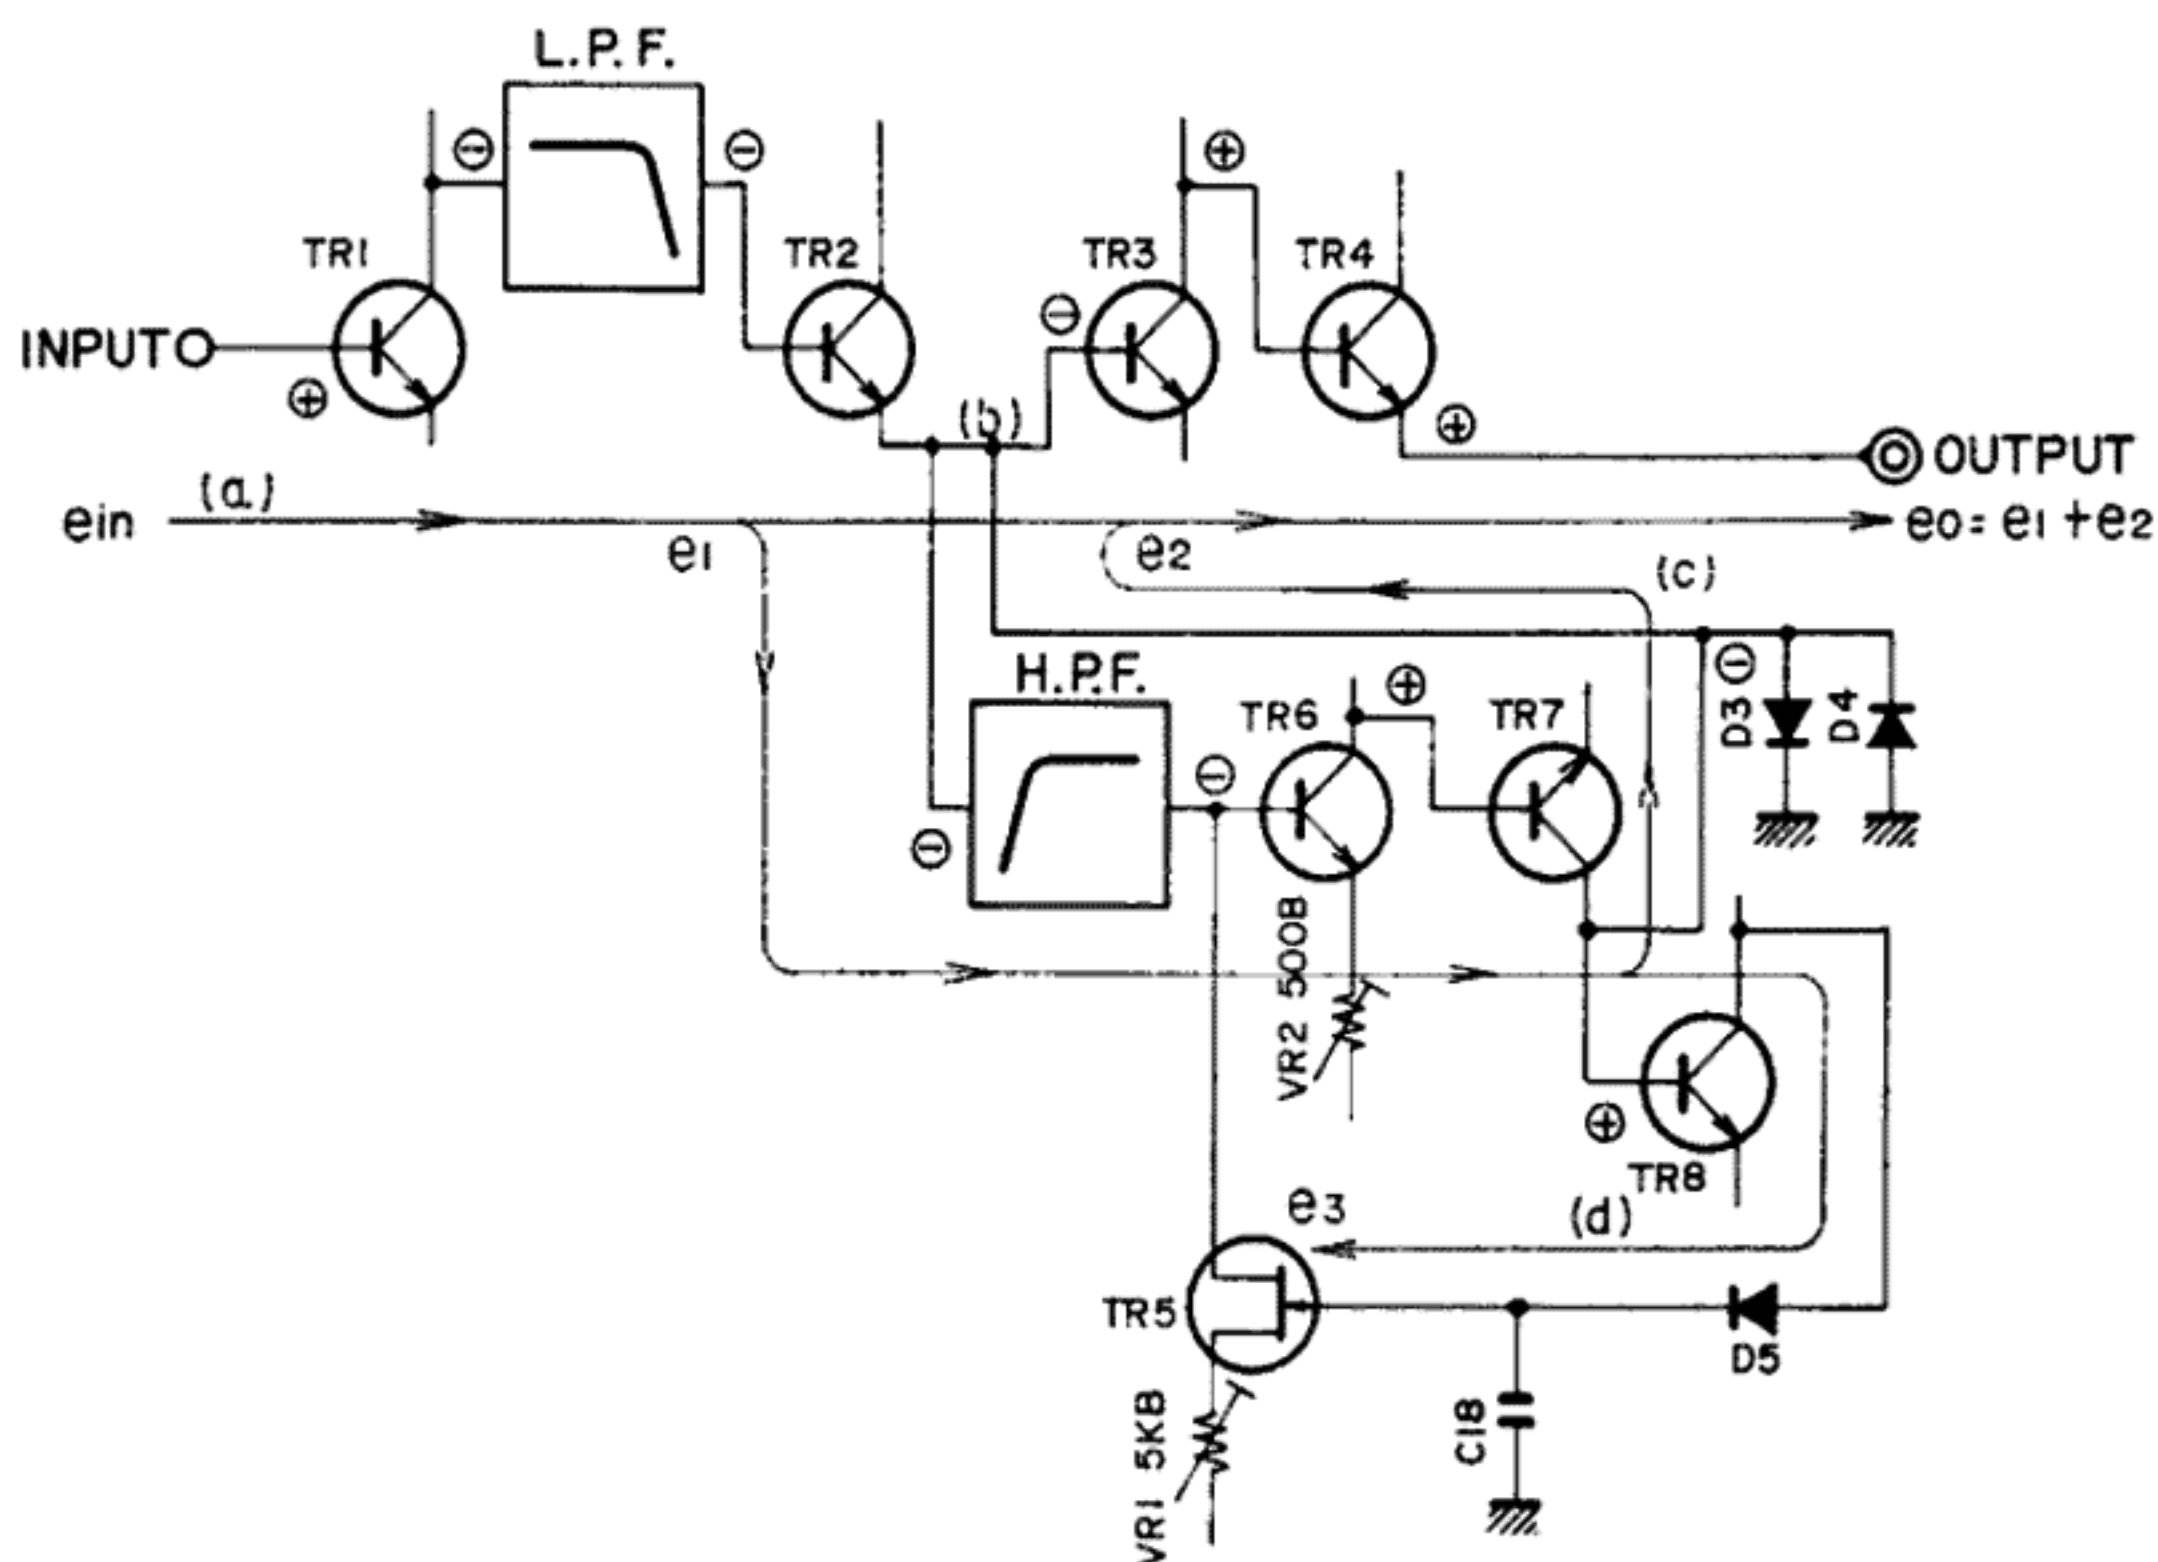 L.P.F.
⊖ ⊖ ⊕
TR1 TR2 TR3 TR4
⊖
INPUT
⊕ (b) ⊕
OUTPUT
(a)
ein e1 e2 eo=e1+e2
(c)
H.P.F. ⊕ ⊖
TR6 TR7 D3 D4
⊖
⊖
VR2 500B
⊕
TR8
e3 (d)
TR5
D5
VR1 5KB
C18